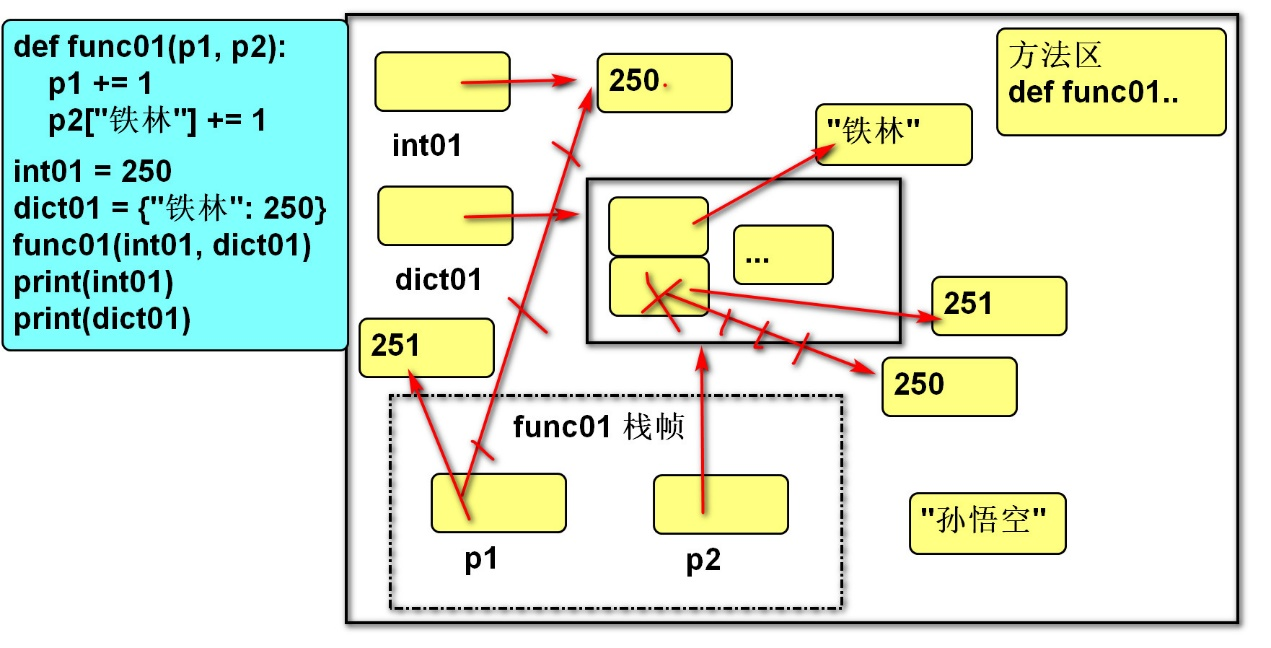 def func01(p1, p2):
    p1 += 1
    p2["铁林"] += 1
int01 = 250
dict01 = {"铁林": 250}
func01(int01, dict01)
print(int01)
print(dict01)
250
int01
"铁林"
方法区
def func01..
dict01
...
251
251
250
func01 栈帧
p1
p2
"孙悟空"